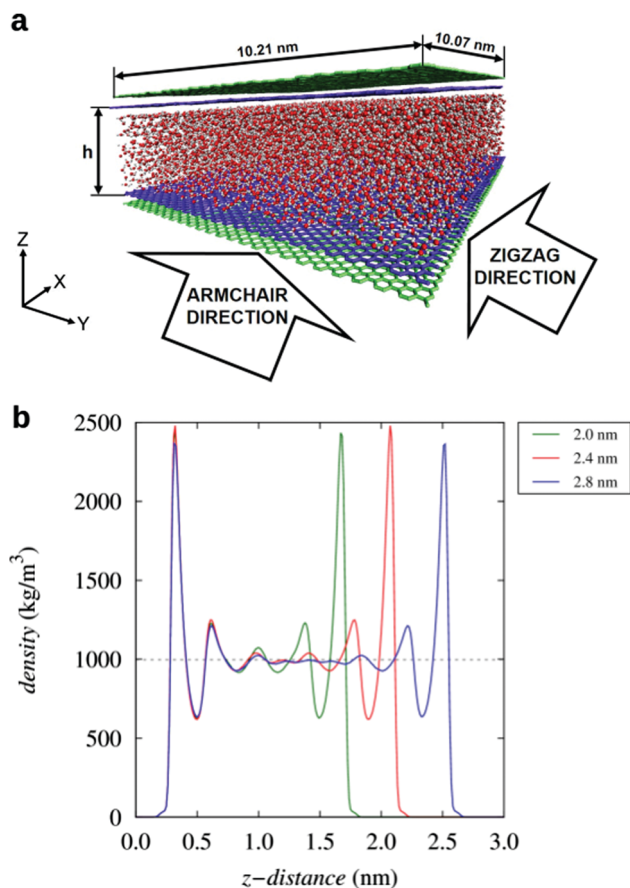 a
10.21 nm
10.07 nm
h
Z
X
Y
ARMCHAIR
DIRECTION
ZIGZAG
DIRECTION
b
2500
2000
1500
1000
500
0
density (kg/m³)
0.0 0.5 1.0 1.5 2.0 2.5 3.0
z−distance (nm)
2.0 nm
2.4 nm
2.8 nm